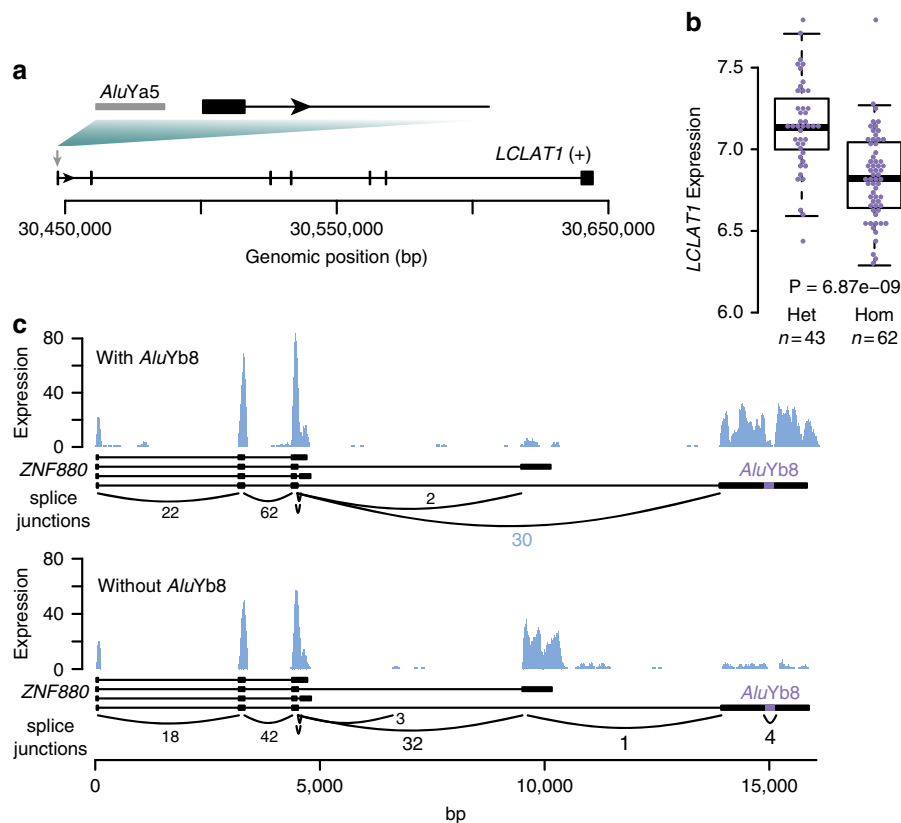 a
AluYa5
LCLAT1 (+)
30,450,000 30,550,000 30,650,000
Genomic position (bp)
b
LCLAT1 Expression
7.5
7.0
6.5
6.0
P = 6.87e−09
Het Hom
n=43 n=62
c
Expression
80
40
0
With AluYb8
ZNF880
AluYb8
splice
junctions
22 62 2
30
Expression
80
40
0
Without AluYb8
ZNF880
AluYb8
splice
junctions
18 42 3 32 1 4
0 5,000 10,000 15,000
bp